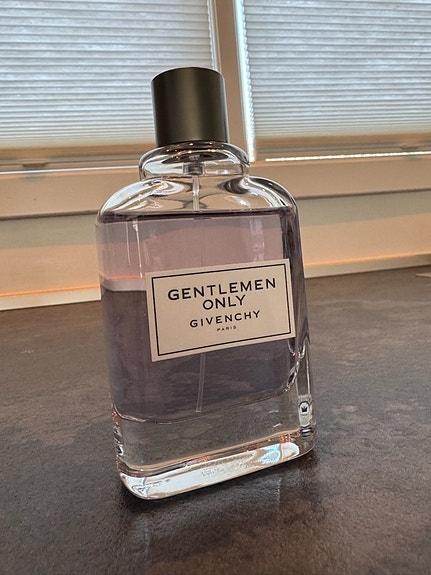 GENTLEMEN
ONLY
GIVENCHY
PARIS